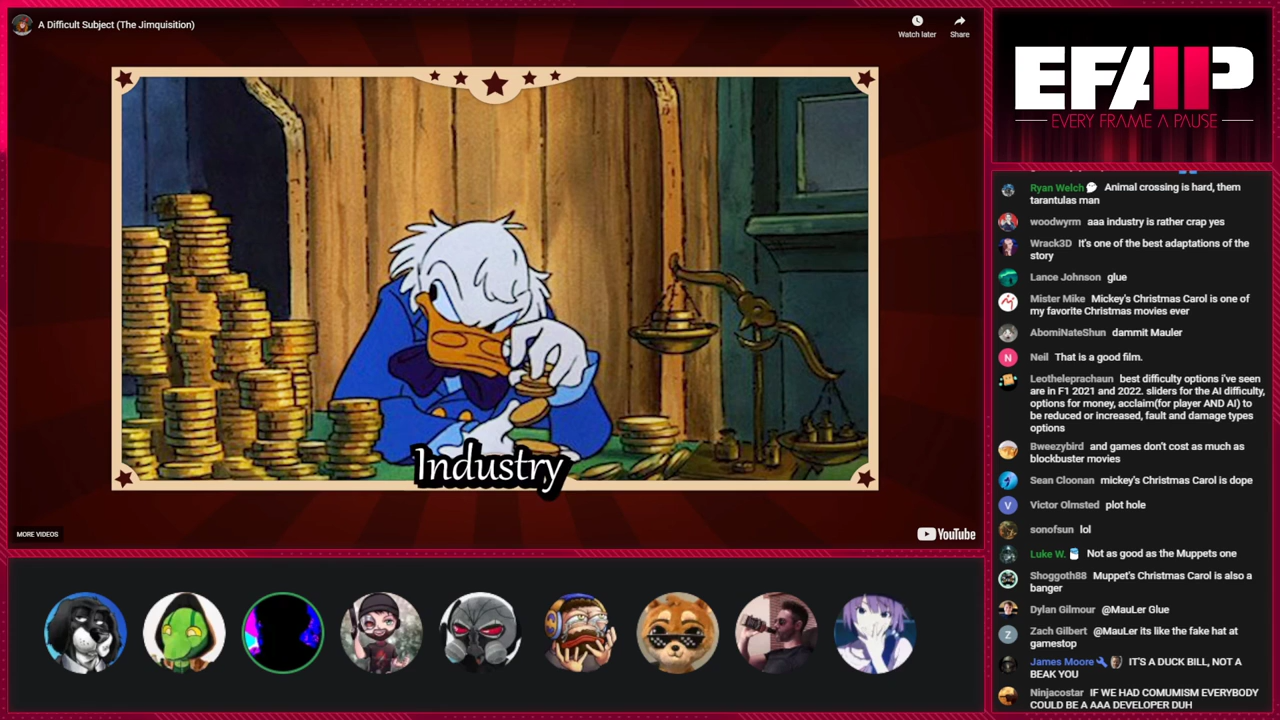 A Difficult Subject (The Jimquisition)
Watch later
Share
Industry
MORE VIDEOS
YouTube
EFAP
EVERY FRAME A PAUSE
Ryan Welch Animal crossing is hard, them
tarantulas man
woodwyrm aaa industry is rather crap yes
Wrack3D It's one of the best adaptations of the
story
Lance Johnson glue
Mister Mike Mickey's Christmas Carol is one of
my favorite Christmas movies ever
AbomiNateShun dammit Mauler
N
Neil That is a good film.
Leotheleprachaun best difficulty options i've seen
are in F1 2021 and 2022. sliders for the AI difficulty,
options for money, acclaim(for player AND AI) to
be reduced or increased, fault and damage types
options
Bweezybird and games don't cost as much as
blockbuster movies
Sean Cloonan mickey's Christmas Carol is dope
V
Victor Olmsted plot hole
sonofsun lol
Luke W. Not as good as the Muppets one
Shoggoth88 Muppet's Christmas Carol is also a
banger
Dylan Gilmour @MauLer Glue
Z
Zach Gilbert @MauLer its like the fake hat at
gamestop
James Moore IT'S A DUCK BILL, NOT A
BEAK YOU
Ninjacostar IF WE HAD COMUMISM EVERYBODY
COULD BE A AAA DEVELOPER DUH